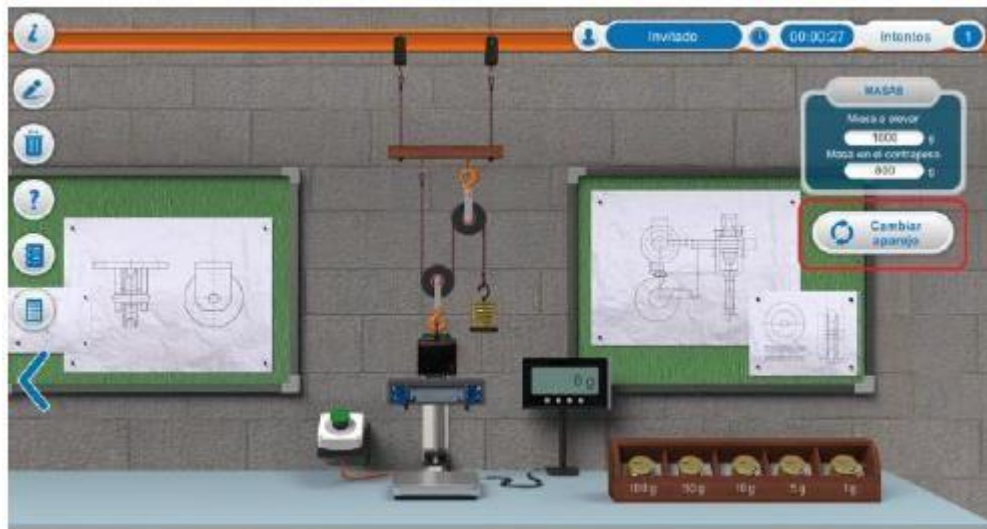 i
Invitado
00:00:27
Intentos
1
MASAS
Masa a elevar
1000 g
Masa en el contrapeso
800 g
?
Cambiar
aparejo
0 g
100 g
50 g
10 g
5 g
1 g